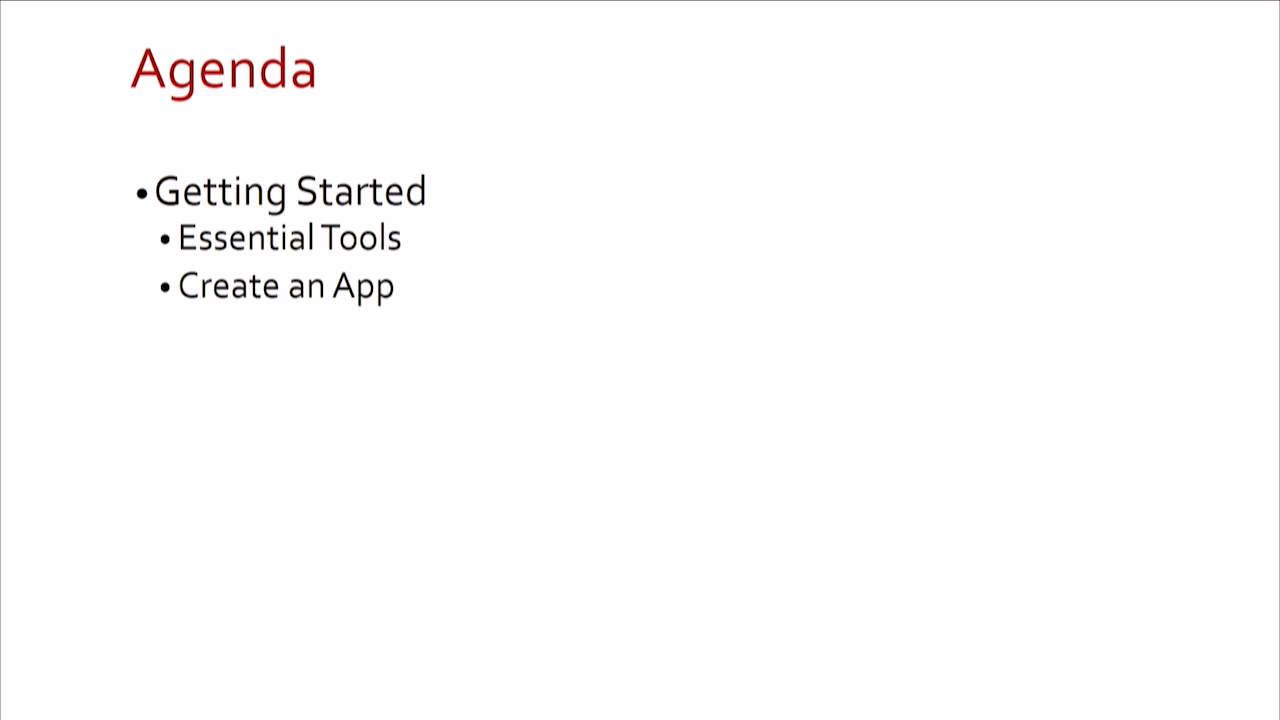 Agenda
• Getting Started
• Essential Tools
• Create an App